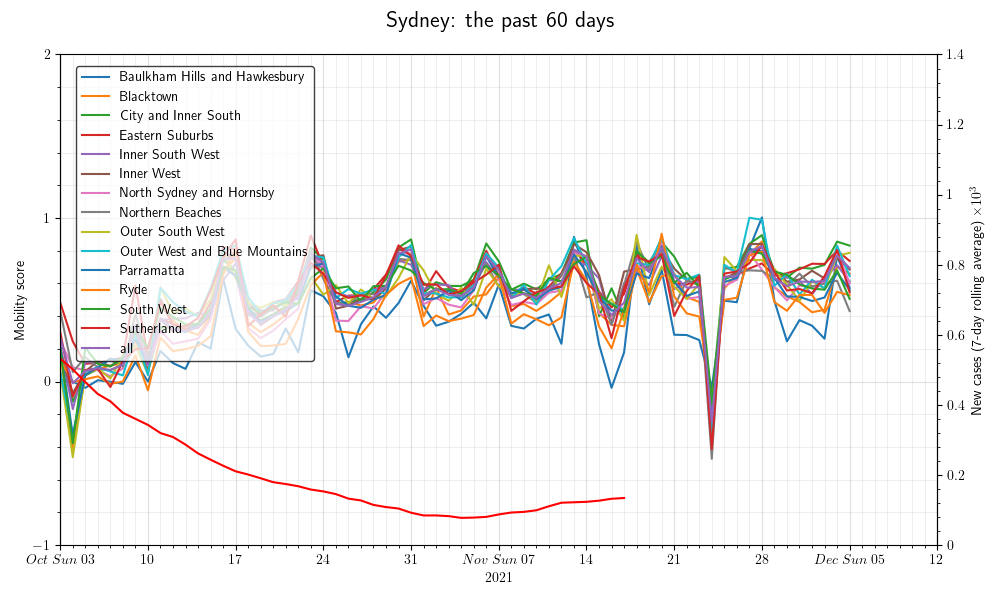 Sydney: the past 60 days
Mobility score
2
1
0
−1
Baulkham Hills and Hawkesbury
Blacktown
City and Inner South
Eastern Suburbs
Inner South West
Inner West
North Sydney and Hornsby
Northern Beaches
Outer South West
Outer West and Blue Mountains
Parramatta
Ryde
South West
Sutherland
all
1.4
1.2
1
0.8
0.6
0.4
0.2
0
New cases (7-day rolling average) ×10³
Oct Sun 03 10 17 24 31 Nov Sun 07 14 21 28 Dec Sun 05 12
2021